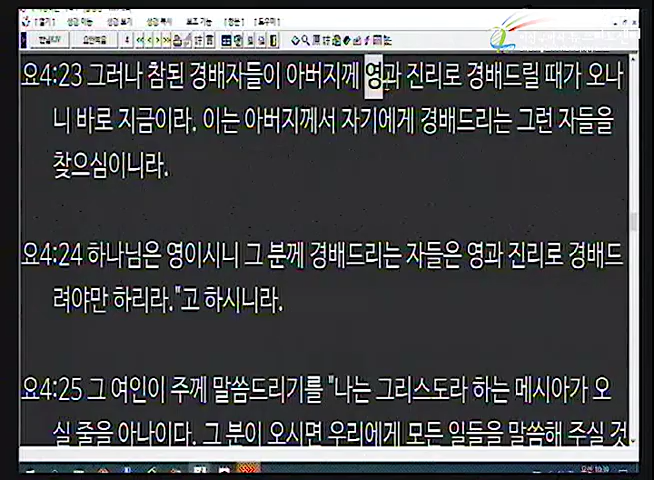 요4:23 그러나 참된 경배자들이 아버지께 영과 진리로 경배드릴 때가 오나
니 바로 지금이라. 이는 아버지께서 자기에게 경배드리는 그런 자들을
찾으심이니라.
요4:24 하나님은 영이시니 그 분께 경배드리는 자들은 영과 진리로 경배드
려야만 하리라."고 하시니라.
요4:25 그 여인이 주께 말씀드리기를 "나는 그리스도라 하는 메시아가 오
실 줄을 아나이다. 그 분이 오시면 우리에게 모든 일들을 말씀해 주실 것